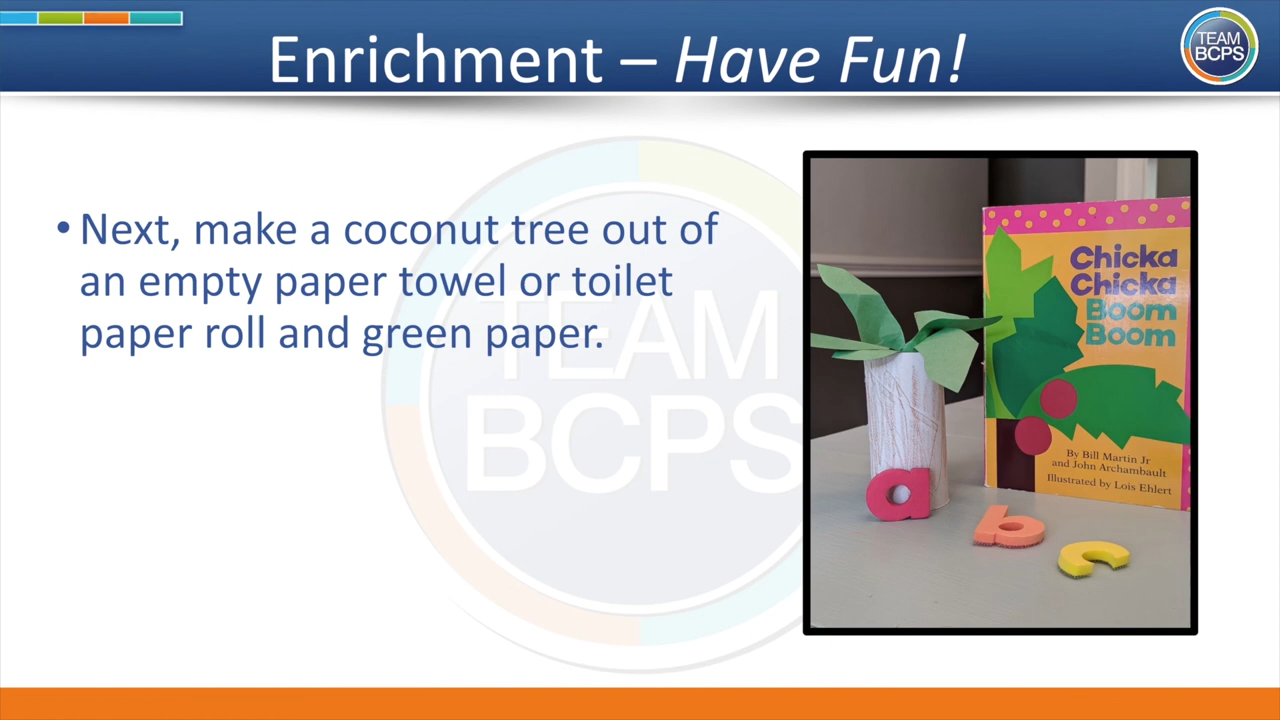 Enrichment – Have Fun!
TEAM
BCPS
• Next, make a coconut tree out of
an empty paper towel or toilet
paper roll and green paper.
TEAM
BCPS
Chicka
Chicka
Boom
Boom
By Bill Martin Jr
and John Archambault
Illustrated by Lois Ehlert
a
b
c